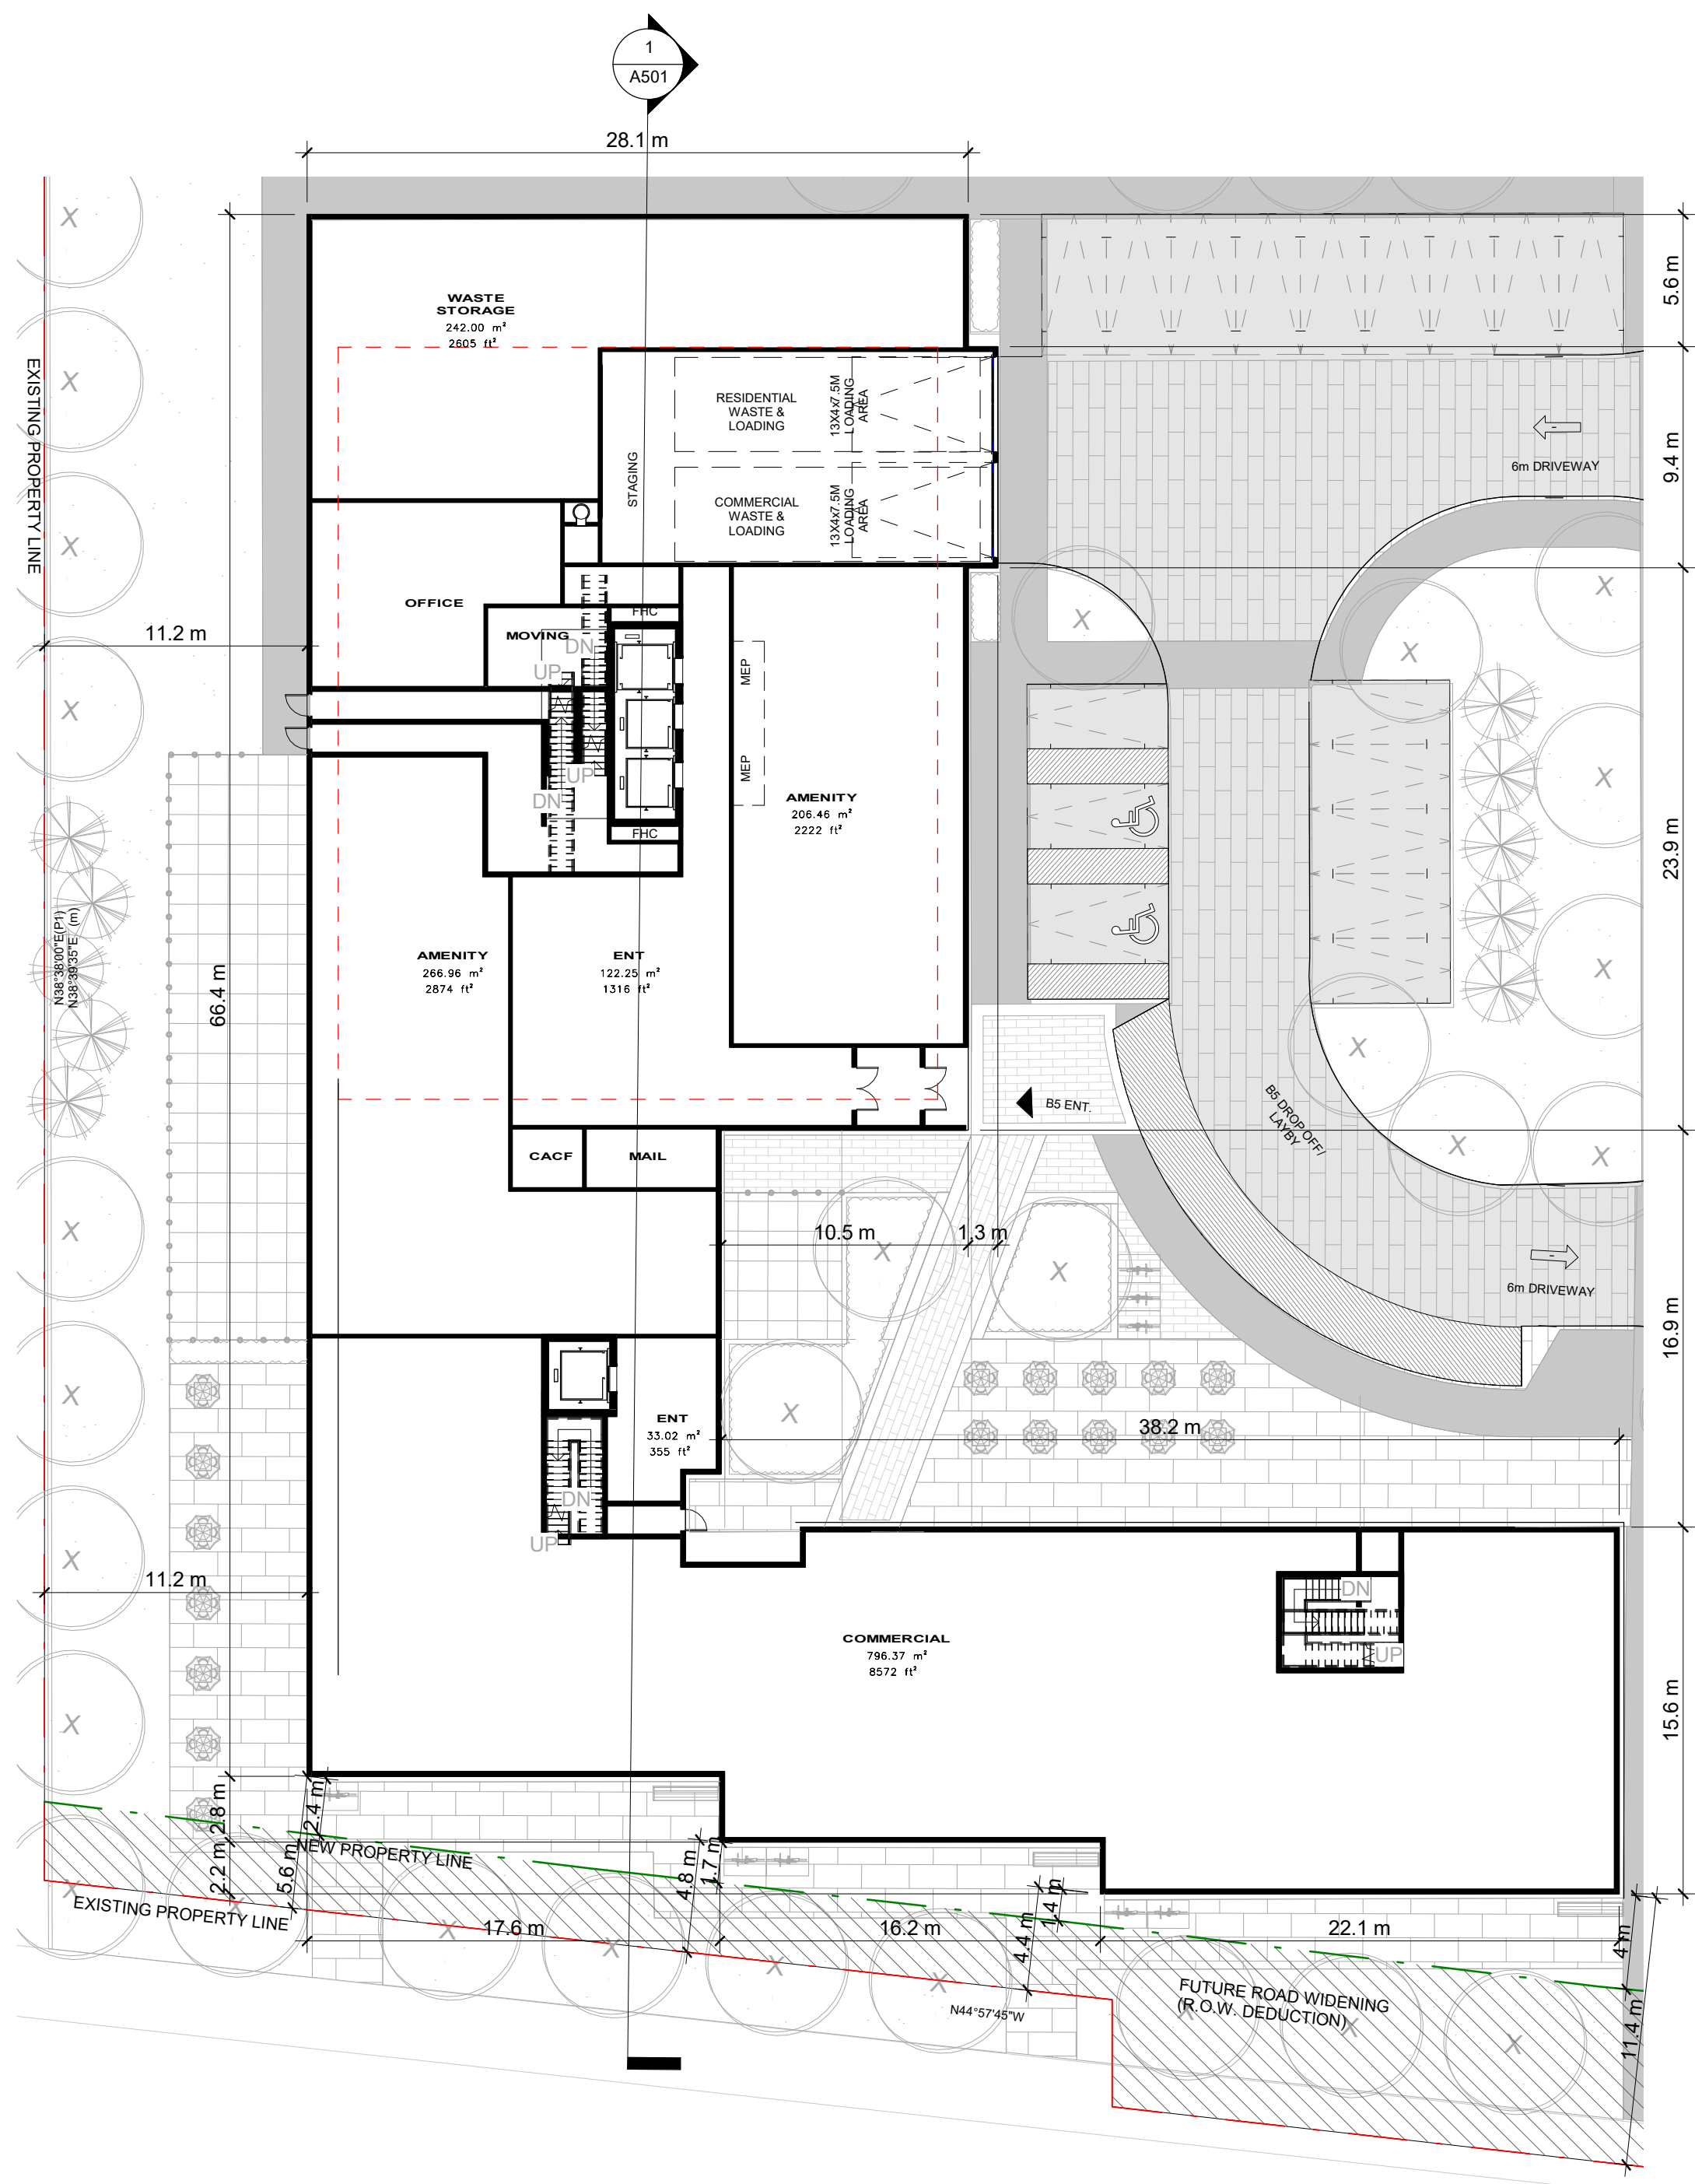 1
A501
28.1 m
5.6 m
WASTE
STORAGE
242.00 m²
2605 ft²
EXISTING PROPERTY LINE
RESIDENTIAL
WASTE &
LOADING
13X4x7.5M
LOADING
AREA
STAGING
COMMERCIAL
WASTE &
LOADING
13X4x7.5M
LOADING
AREA
6m DRIVEWAY
9.4 m
OFFICE
FHC
MOVING
DN
UP
11.2 m
MEP
MEP
UP
DN
FHC
AMENITY
206.46 m²
2222 ft²
23.9 m
N38°38'00"E(P1)
N38°39'35"E (m)
66.4 m
AMENITY
266.96 m²
2874 ft²
ENT
122.25 m²
1316 ft²
B5 ENT.
B5 DROP OFF/
LAYBY
CACF
MAIL
10.5 m
1.3 m
6m DRIVEWAY
16.9 m
ENT
33.02 m²
355 ft²
38.2 m
DN
UP
11.2 m
DN
UP
COMMERCIAL
796.37 m²
8572 ft²
15.6 m
2.8 m
2.4 m
2.2 m
5.6 m
NEW PROPERTY LINE
4.8 m
1.7 m
EXISTING PROPERTY LINE
17.6 m
16.2 m
4.4 m
1.4 m
22.1 m
4 m
FUTURE ROAD WIDENING
(R.O.W. DEDUCTION)
N44°57'45"W
11.4 m